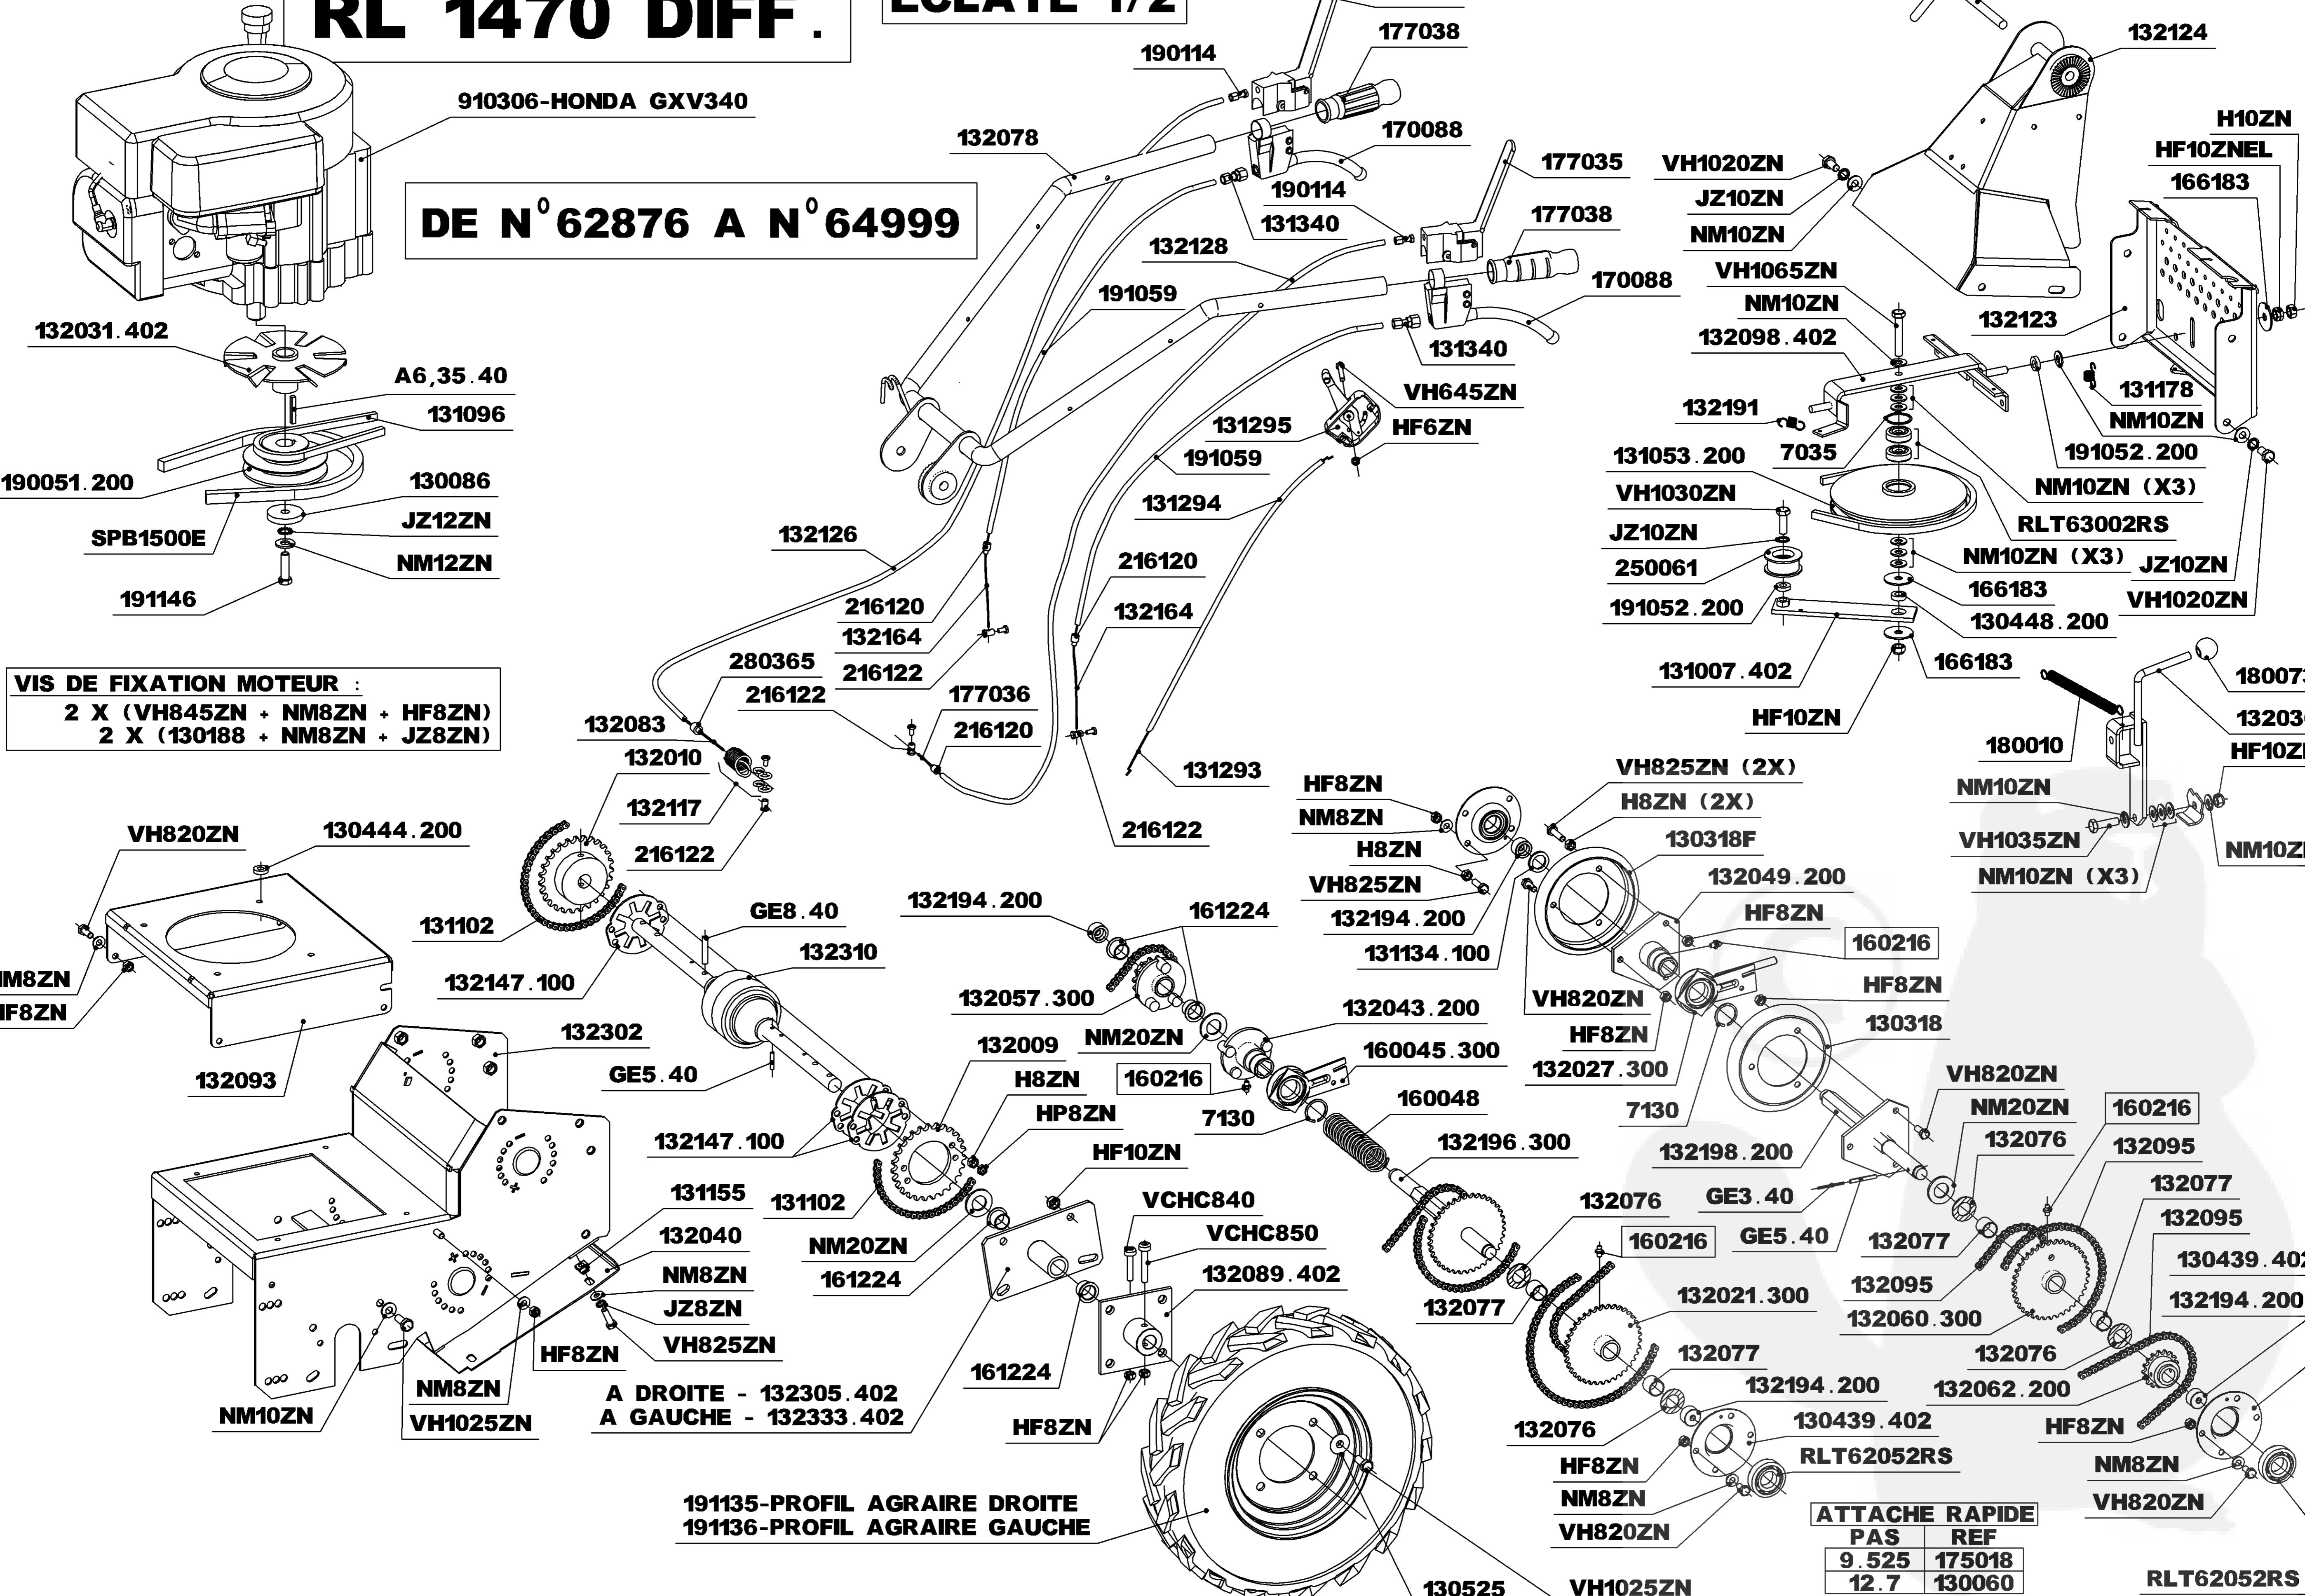 RL 1470 DIFF.
ECLATE 1/2
910306-HONDA GXV340
DE N°62876 A N°64999
132031.402
A6,35.40
131096
190051.200
130086
JZ12ZN
SPB1500E
NM12ZN
191146
VIS DE FIXATION MOTEUR :
2 X (VH845ZN + NM8ZN + HF8ZN)
2 X (130188 + NM8ZN + JZ8ZN)
190114
177038
132078
170088
177035
190114
131340
177038
132128
191059
170088
131340
VH645ZN
131295
HF6ZN
191059
131294
132126
216120
216120
132164
132164
216122
280365
216122
177036
132083
216120
132010
131293
132117
216122
216122
132124
H10ZN
VH1020ZN
HF10ZNEL
JZ10ZN
166183
NM10ZN
VH1065ZN
NM10ZN
132098.402
132123
131178
132191
NM10ZN
7035
191052.200
131053.200
NM10ZN (X3)
VH1030ZN
RLT63002RS
JZ10ZN
NM10ZN (X3)
JZ10ZN
250061
166183
191052.200
VH1020ZN
130448.200
131007.402
166183
HF10ZN
180010
NM10ZN
VH1035ZN
NM10ZN (X3)
VH820ZN
130444.200
HF8ZN
132093
131102
GE8.40
132310
132147.100
132302
GE5.40
132009
H8ZN
HP8ZN
132147.100
HF10ZN
131155
131102
132040
NM20ZN
NM8ZN
161224
JZ8ZN
VH825ZN
HF8ZN
NM8ZN
NM10ZN
VH1025ZN
A DROITE - 132305.402
A GAUCHE - 132333.402
VCHC840
VCHC850
132089.402
161224
HF8ZN
191135-PROFIL AGRAIRE DROITE
191136-PROFIL AGRAIRE GAUCHE
130525
VH1025ZN
132194.200
161224
132057.300
NM20ZN
132043.200
160045.300
160216
7130
160048
132196.300
132076
160216
132077
132021.300
132077
132194.200
130439.402
132076
HF8ZN
RLT62052RS
NM8ZN
VH820ZN
HF8ZN
NM8ZN
H8ZN
VH825ZN
132194.200
131134.100
VH825ZN (2X)
H8ZN (2X)
130318F
132049.200
HF8ZN
160216
VH820ZN
HF8ZN
HF8ZN
130318
132027.300
7130
VH820ZN
NM20ZN
160216
132076
132095
132198.200
GE3.40
132077
GE5.40
132095
132077
132095
132060.300
132194.200
132076
132062.200
HF8ZN
NM8ZN
VH820ZN
RLT62052RS
ATTACHE RAPIDE
PAS REF
9.525 175018
12.7 130060